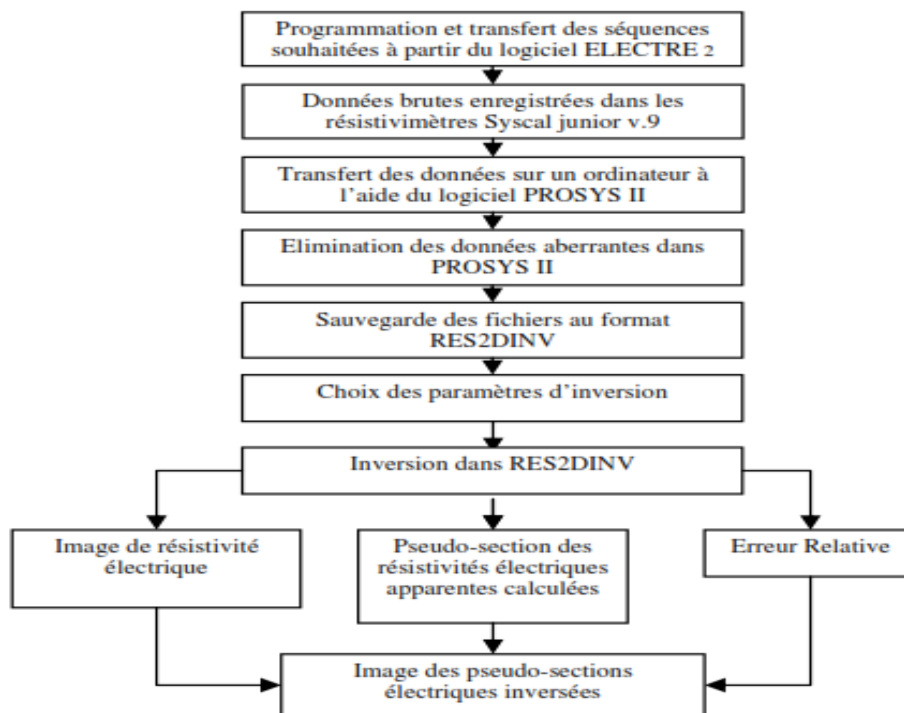 Programmation et transfert des séquences
souhaitées à partir du logiciel ELECTRE 2
Données brutes enregistrées dans les
résistivimètres Syscal junior v.9
Transfert des données sur un ordinateur à
l'aide du logiciel PROSYS II
Elimination des données aberrantes dans
PROSYS II
Sauvegarde des fichiers au format
RES2DINV
Choix des paramètres d'inversion
Inversion dans RES2DINV
Image de résistivité
électrique
Pseudo-section des
résistivités électriques
apparentes calculées
Erreur Relative
Image des pseudo-sections
électriques inversées